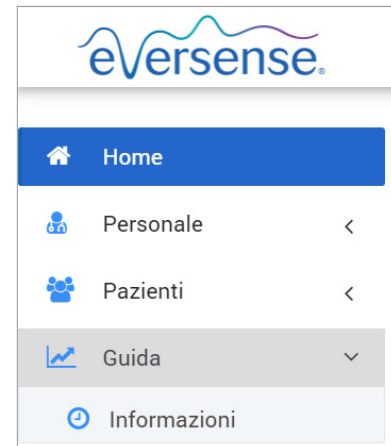 eversense®
Home
Personale
Pazienti
Guida
Informazioni